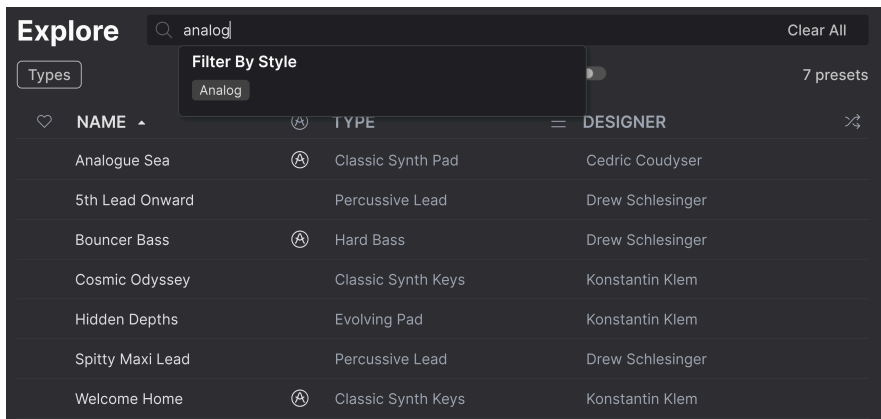 Explore analog Clear All
Filter By Style
Types Analog 7 presets
NAME TYPE DESIGNER
Analogue Sea Classic Synth Pad Cedric Coudyser
5th Lead Onward Percussive Lead Drew Schlesinger
Bouncer Bass Hard Bass Drew Schlesinger
Cosmic Odyssey Classic Synth Keys Konstantin Klem
Hidden Depths Evolving Pad Konstantin Klem
Spitty Maxi Lead Percussive Lead Drew Schlesinger
Welcome Home Classic Synth Keys Konstantin Klem